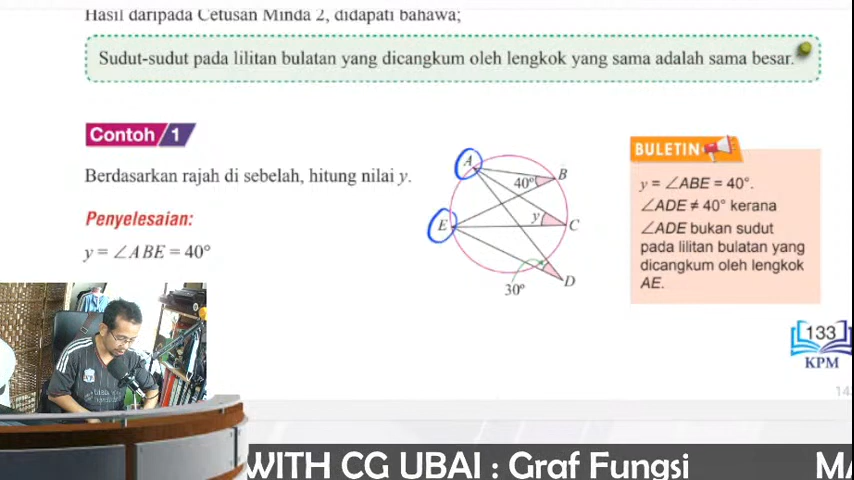 Hasil daripada Cetusan Minda 2, didapati bahawa;
Sudut-sudut pada lilitan bulatan yang dicangkum oleh lengkok yang sama adalah sama besar.
Contoh 1
Berdasarkan rajah di sebelah, hitung nilai y.
Penyelesaian:
y = ∠ABE = 40°
A
B
40°
E
y
C
30°
D
BULETIN
y = ∠ABE = 40°.
∠ADE ≠ 40° kerana
∠ADE bukan sudut
pada lilitan bulatan yang
dicangkum oleh lengkok
AE.
133
KPM
WITH CG UBAI : Graf Fungsi
MA